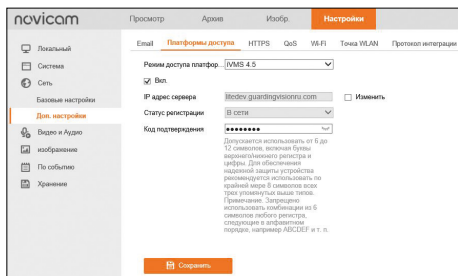 novicam
Просмотр Архив Изобр. Настройки
Email Платформы доступа HTTPS QoS Wi-Fi Точка WLAN Протокол интеграции
Локальный
Система
Сеть
Базовые настройки
Доп. настройки
Видео и Аудио
изображение
По событию
Хранение
Режим доступа платфор... IVMS 4.5
Вкл.
IP адрес сервера litedev.guardingvisionru.com Изменить
Статус регистрации В сети
Код подтверждения ••••••••
Допускается использовать от 6 до
12 символов, включая буквы
верхнего/нижнего регистра и
цифры. Для обеспечения
надежной защиты устройства
рекомендуется использовать по
крайней мере 8 символов всех
трех упомянутых выше типов.
Примечание. Запрещено
использовать комбинации из 6
символов любого регистра,
следующие в алфавитном
порядке, например ABCDEF и т. п.
Сохранить